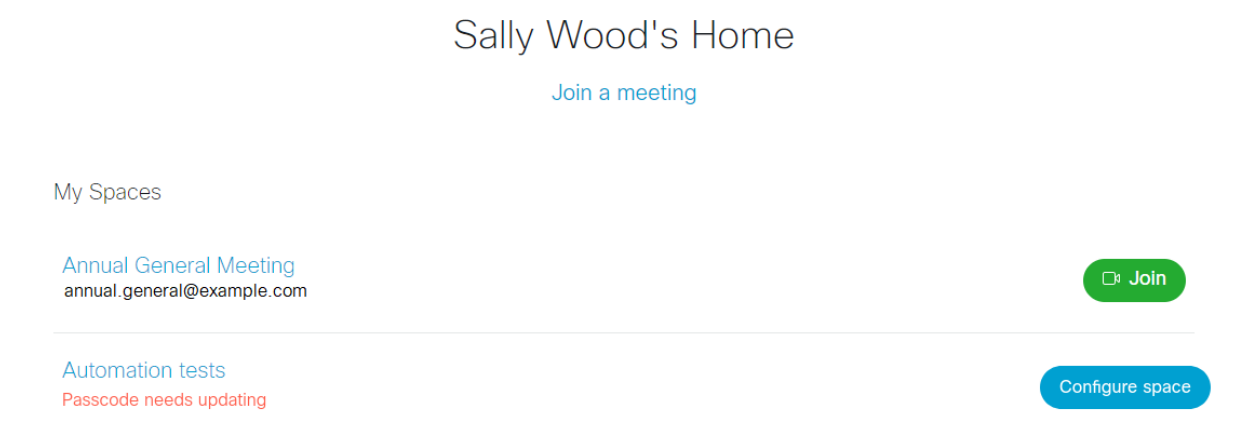 Sally Wood's Home
Join a meeting
My Spaces
Annual General Meeting
annual.general@example.com
Join
Automation tests
Passcode needs updating
Configure space